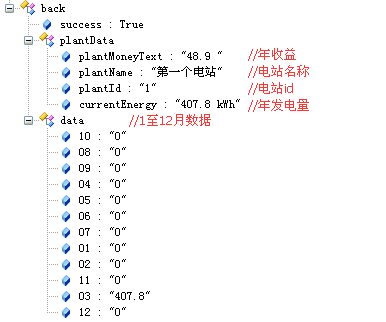 back
success : True
plantData
plantMoneyText : "48.9 " //年收益
plantName : "第一个电站" //电站名称
plantId : "1" //电站id
currentEnergy : "407.8 kWh" //年发电量
data //1至12月数据
10 : "0"
08 : "0"
09 : "0"
04 : "0"
05 : "0"
06 : "0"
07 : "0"
01 : "0"
02 : "0"
11 : "0"
03 : "407.8"
12 : "0"